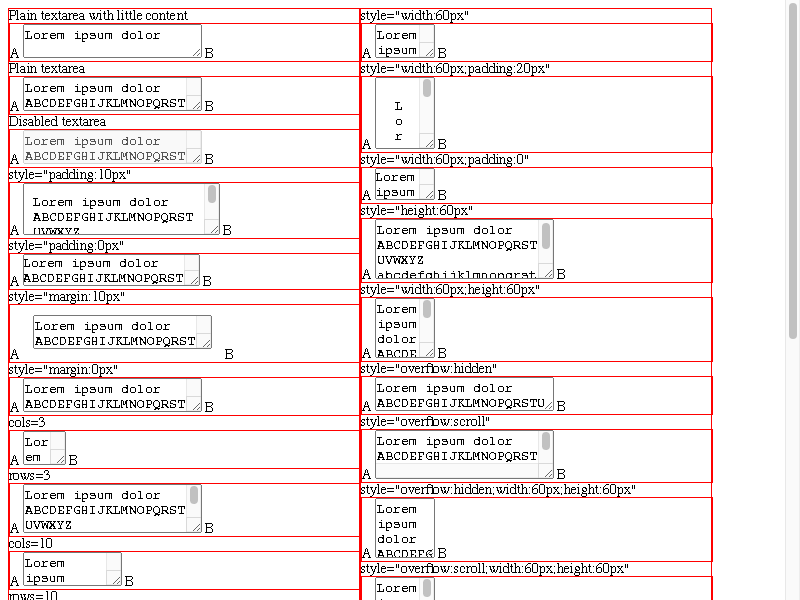 Plain textarea with little content
A Lorem ipsum dolor B
Plain textarea
Lorem ipsum dolor
A ABCDEFGHIJKLMNOPQRST B
Disabled textarea
Lorem ipsum dolor
A ABCDEFGHIJKLMNOPQRST B
style="padding:10px"
Lorem ipsum dolor
ABCDEFGHIJKLMNOPQRST
A UVWXYZ B
style="padding:0px"
Lorem ipsum dolor
A ABCDEFGHIJKLMNOPQRST B
style="margin:10px"
Lorem ipsum dolor
ABCDEFGHIJKLMNOPQRST
A B
style="margin:0px"
Lorem ipsum dolor
A ABCDEFGHIJKLMNOPQRST B
cols=3
Lor
A em B
rows=3
Lorem ipsum dolor
ABCDEFGHIJKLMNOPQRST
A UVWXYZ B
cols=10
Lorem
A ipsum B
rows=10
style="width:60px"
Lorem
A ipsum B
style="width:60px;padding:20px"
L
o
r
A B
style="width:60px;padding:0"
Lorem
A ipsum B
style="height:60px"
Lorem ipsum dolor
ABCDEFGHIJKLMNOPQRST
UVWXYZ
A abcdefghijklmnopqrst B
style="width:60px;height:60px"
Lorem
ipsum
dolor
A ABCDE B
style="overflow:hidden"
Lorem ipsum dolor
A ABCDEFGHIJKLMNOPQRSTU B
style="overflow:scroll"
Lorem ipsum dolor
ABCDEFGHIJKLMNOPQRST
A B
style="overflow:hidden;width:60px;height:60px"
Lorem
ipsum
dolor
A ABCDEFG B
style="overflow:scroll;width:60px;height:60px"
Lorem